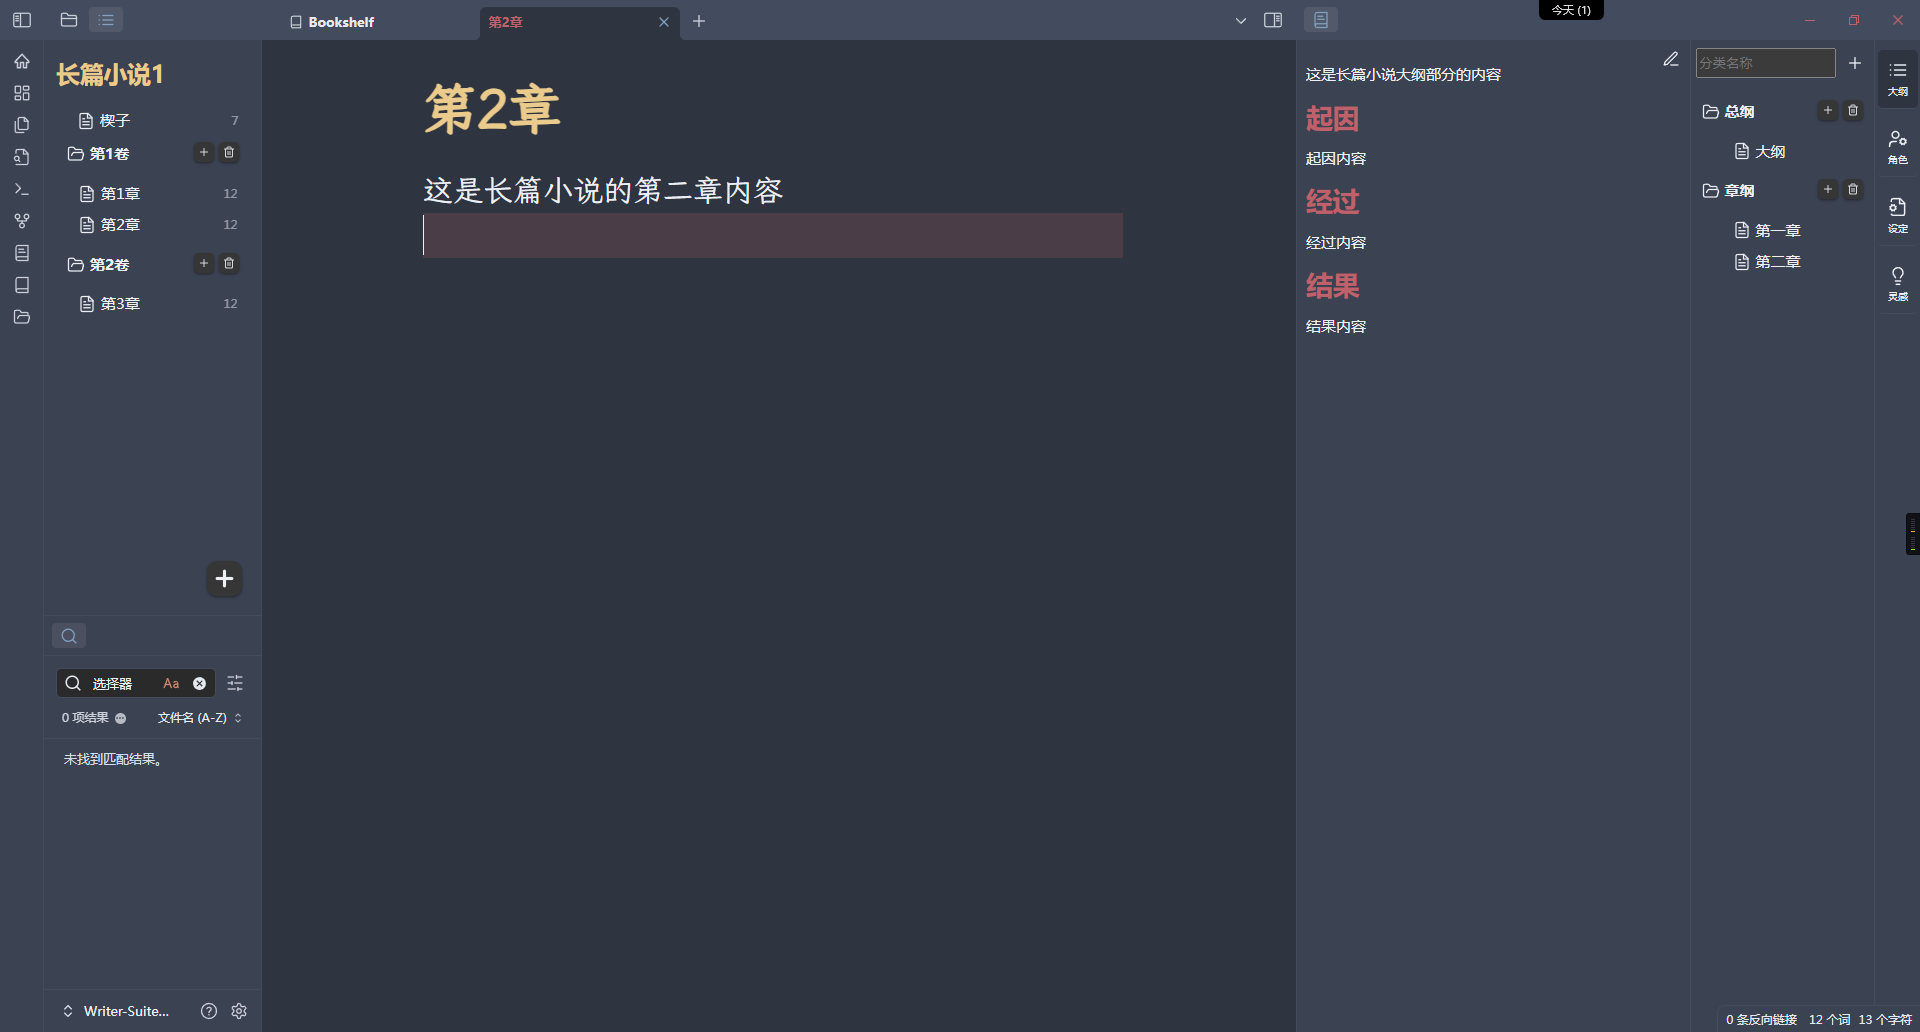 Bookshelf
第2章
今天 (1)
长篇小说1
楔子 7
第1卷
第1章 12
第2章 12
第2卷
第3章 12
选择器 Aa
0 项结果
文件名 (A-Z)
未找到匹配结果。
Writer-Suite...
第2章
这是长篇小说的第二章内容
这是长篇小说大纲部分的内容
起因
起因内容
经过
经过内容
结果
结果内容
分类名称
总纲
大纲
章纲
第一章
第二章
大纲
角色
设定
灵感
0 条反向链接 12 个词 13 个字符